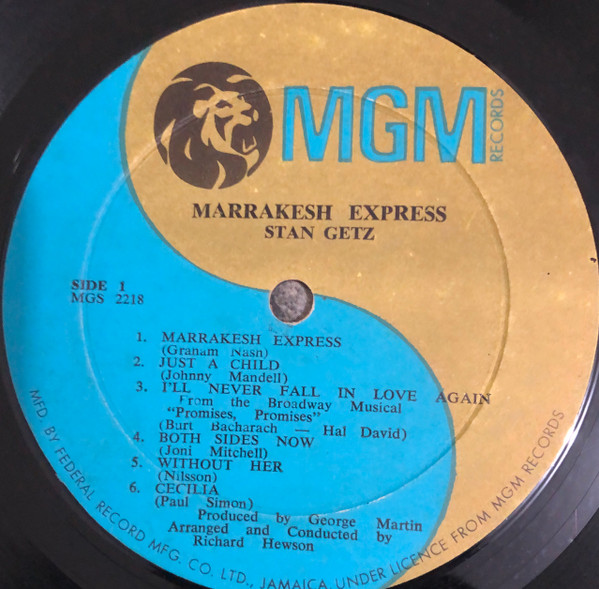 MGM
RECORDS
MARRAKESH EXPRESS
STAN GETZ
SIDE 1
MGS 2218
1. MARRAKESH EXPRESS
(Granam Nash)
2. JUST A CHILD
(Johnny Mandell)
3. I'LL NEVER FALL IN LOVE AGAIN
From the Broadway Musical
"Promises, Promises"
(Burt Bacharach — Hal David)
4. BOTH SIDES NOW
(Joni Mitchell)
5. WITHOUT HER
(Nilsson)
6. CECILIA
(Paul Simon)
Produced by George Martin
Arranged and Conducted by
Richard Hewson
MFD. BY FEDERAL RECORD MFG. CO. LTD., JAMAICA UNDER LICENCE FROM MGM RECORDS